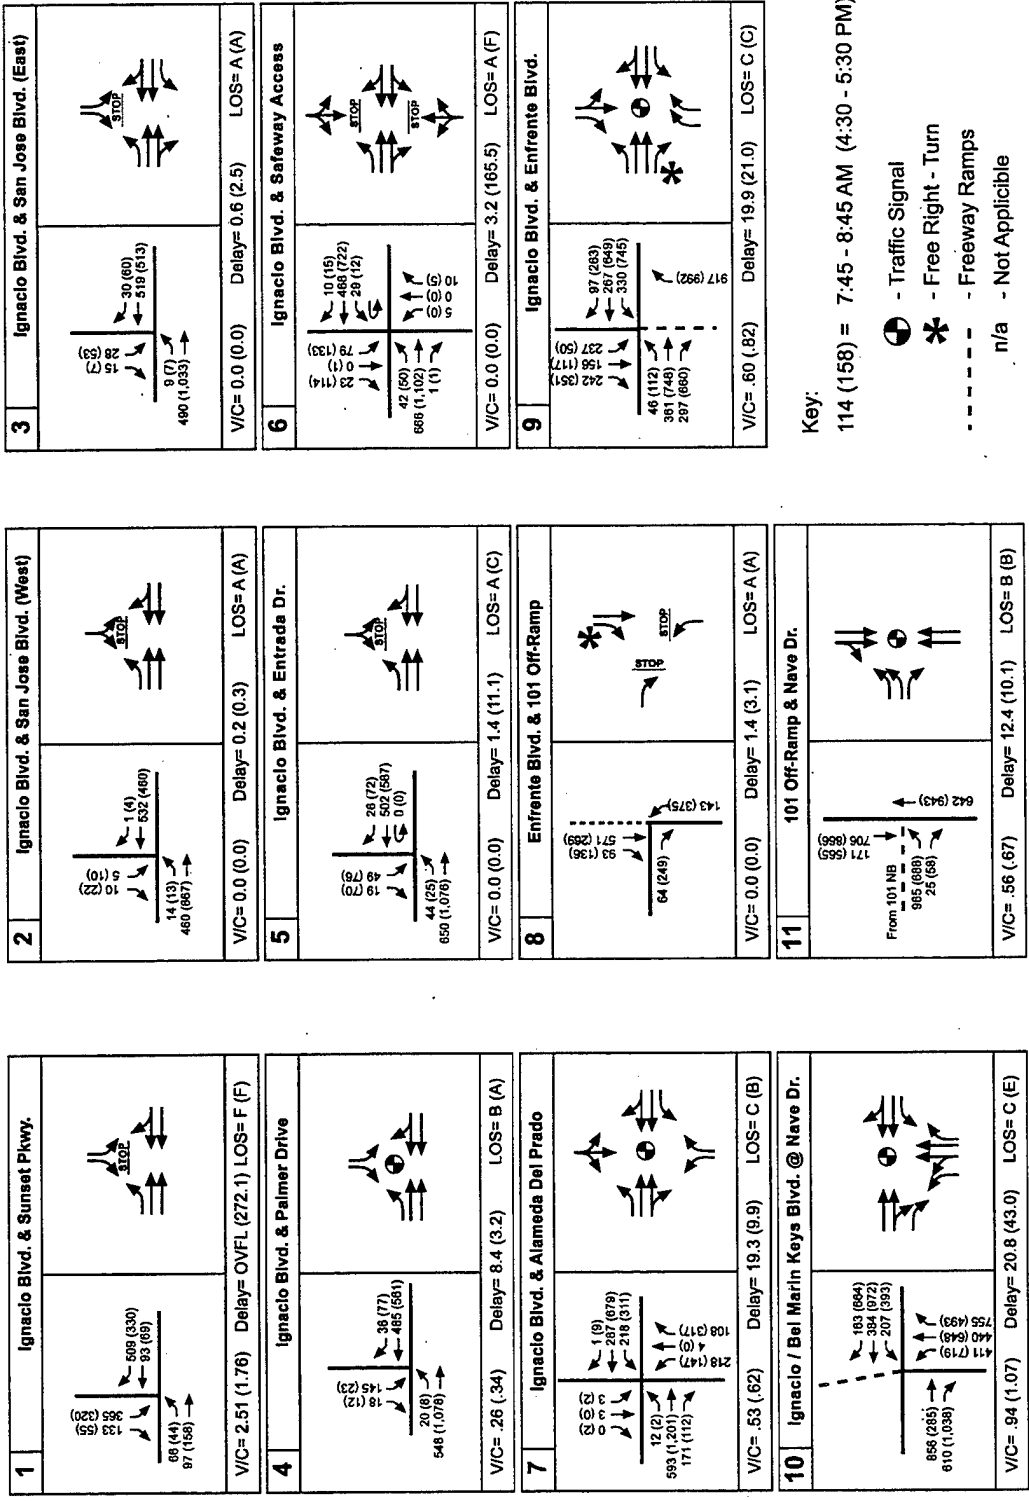 1 Ignacio Blvd. & Sunset Pkwy.
133 (55)
365 (320)
509 (330)
93 (69)
66 (44)
97 (158)
STOP
V/C= 2.51 (1.76) Delay= OVFL (272.1) LOS= F (F)
2 Ignacio Blvd. & San Jose Blvd. (West)
10 (22)
5 (10)
1 (4)
532 (460)
14 (13)
460 (867)
STOP
V/C= 0.0 (0.0) Delay= 0.2 (0.3) LOS= A (A)
3 Ignacio Blvd. & San Jose Blvd. (East)
15 (7)
28 (53)
30 (60)
519 (513)
9 (7)
490 (1,033)
STOP
V/C= 0.0 (0.0) Delay= 0.6 (2.5) LOS= A (A)
4 Ignacio Blvd. & Palmer Drive
18 (12)
145 (23)
36 (77)
485 (581)
20 (8)
548 (1,078)
V/C= .26 (.34) Delay= 8.4 (3.2) LOS= B (A)
5 Ignacio Blvd. & Entrada Dr.
19 (70)
49 (76)
26 (72)
502 (587)
0 (0)
44 (25)
650 (1,076)
STOP
V/C= 0.0 (0.0) Delay= 1.4 (11.1) LOS= A (C)
6 Ignacio Blvd. & Safeway Access
23 (114)
0 (1)
79 (133)
10 (15)
468 (722)
29 (12)
42 (50)
666 (1,102)
1 (1)
5 (0)
0 (0)
10 (5)
STOP
STOP
V/C= 0.0 (0.0) Delay= 3.2 (165.5) LOS= A (F)
7 Ignacio Blvd. & Alameda Del Prado
0 (2)
3 (0)
3 (2)
1 (9)
287 (679)
218 (311)
12 (2)
593 (1,201)
171 (112)
218 (147)
4 (0)
108 (317)
V/C= .53 (.62) Delay= 19.3 (9.9) LOS= C (B)
8 Enfrente Blvd. & 101 Off-Ramp
93 (136)
571 (269)
64 (249)
143 (375)
STOP
STOP
V/C= 0.0 (0.0) Delay= 1.4 (3.1) LOS= A (A)
9 Ignacio Blvd. & Enfrente Blvd.
242 (351)
156 (117)
237 (50)
97 (263)
267 (649)
330 (745)
46 (112)
361 (748)
297 (660)
917 (992)
V/C= .60 (.82) Delay= 19.9 (21.0) LOS= C (C)
10 Ignacio / Bel Marin Keys Blvd. @ Nave Dr.
183 (664)
384 (972)
207 (393)
856 (285)
610 (1,038)
411 (719)
440 (648)
755 (493)
V/C= .94 (1.07) Delay= 20.8 (43.0) LOS= C (E)
11 101 Off-Ramp & Nave Dr.
171 (565)
706 (866)
From 101 NB
985 (688)
25 (58)
642 (943)
V/C= .56 (.67) Delay= 12.4 (10.1) LOS= B (B)
Key:
114 (158) = 7:45 - 8:45 AM (4:30 - 5:30 PM)
- Traffic Signal
- Free Right - Turn
- Freeway Ramps
n/a - Not Applicible